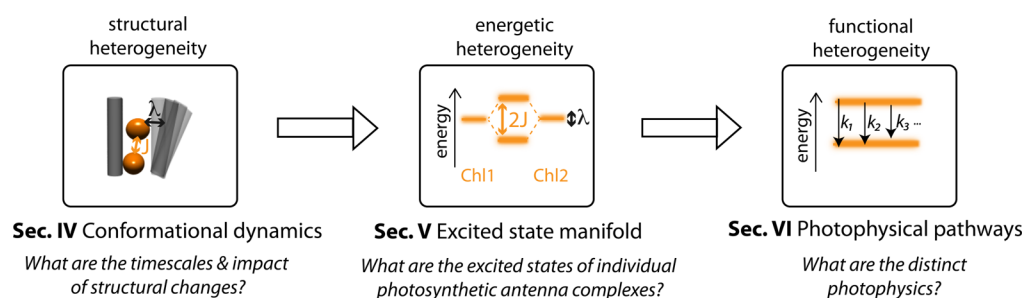 structural
heterogeneity
λ
J
Sec. IV Conformational dynamics
What are the timescales & impact
of structural changes?
energetic
heterogeneity
energy
2J
λ
Chl1
Chl2
Sec. V Excited state manifold
What are the excited states of individual
photosynthetic antenna complexes?
functional
heterogeneity
energy
k1 k2 k3 ...
Sec. VI Photophysical pathways
What are the distinct
photophysics?